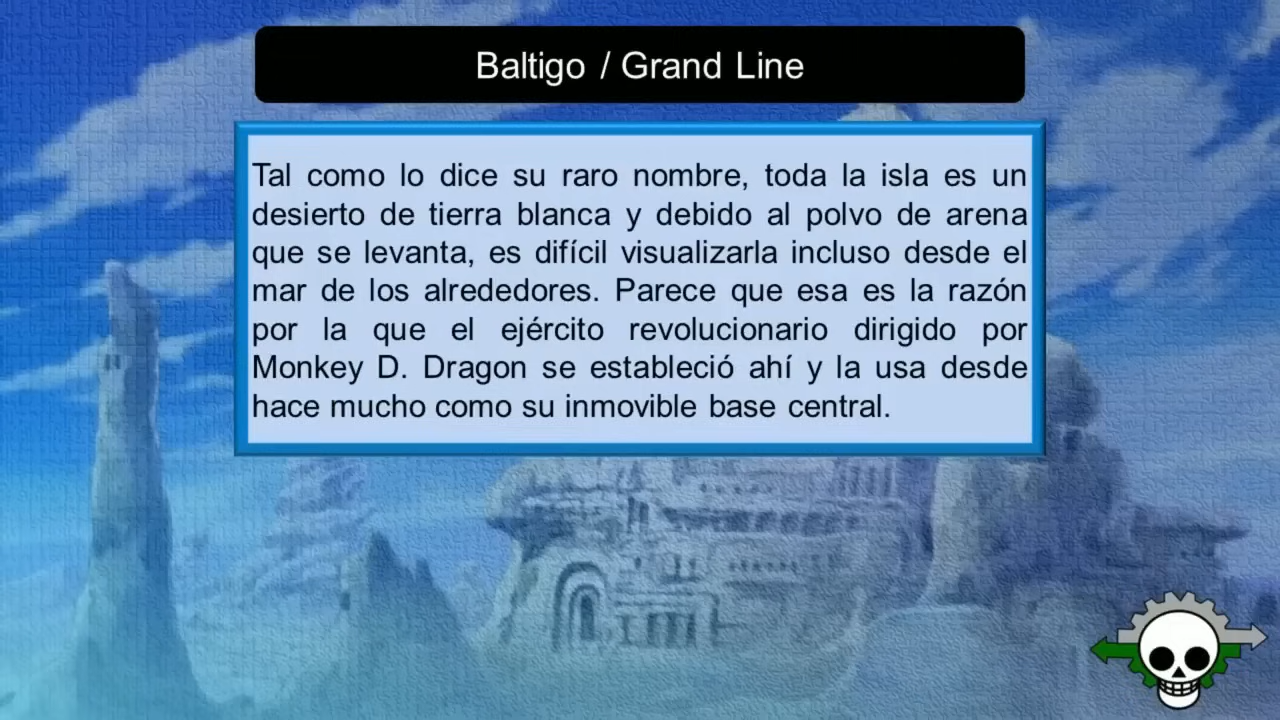 Baltigo / Grand Line
Tal como lo dice su raro nombre, toda la isla es un
desierto de tierra blanca y debido al polvo de arena
que se levanta, es difícil visualizarla incluso desde el
mar de los alrededores. Parece que esa es la razón
por la que el ejército revolucionario dirigido por
Monkey D. Dragon se estableció ahí y la usa desde
hace mucho como su inmovible base central.